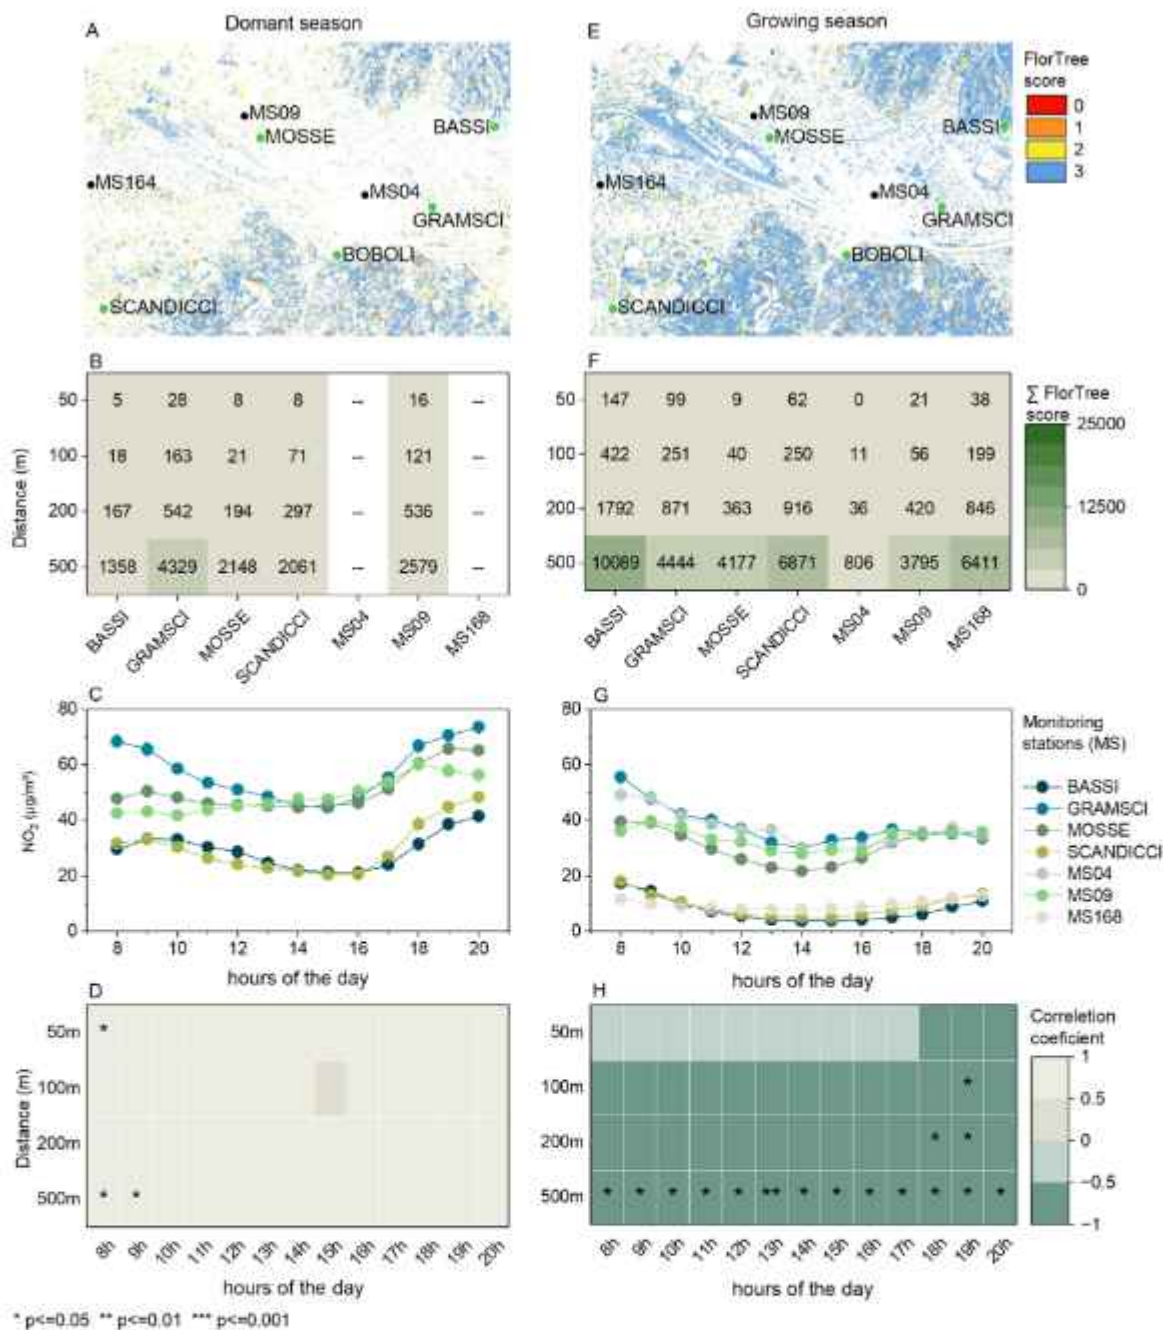 Domant season
Growing season
A
MS09
MOSSE
BASSI
MS164
MS04
GRAMSCI
BOBOLI
SCANDICCI
E
MS09
MOSSE
BASSI
MS164
MS04
GRAMSCI
BOBOLI
SCANDICCI
FlorTree
score
0
1
2
3
B
Distance (m)
50 5 28 8 8 -- 16 --
100 18 163 21 71 -- 121 --
200 167 542 194 297 -- 536 --
500 1358 4329 2148 2061 -- 2579 --
BASSI GRAMSCI MOSSE SCANDICCI MS04 MS09 MS168
F
50 147 99 9 62 0 21 38
100 422 251 40 250 11 56 199
200 1792 871 363 916 36 420 846
500 10089 4444 4177 6871 806 3795 6411
BASSI GRAMSCI MOSSE SCANDICCI MS04 MS09 MS168
∑ FlorTree
score
25000
12500
0
C
NO₂ (µg/m³)
80
60
40
20
0
8 10 12 14 16 18 20
hours of the day
G
80
60
40
20
0
8 10 12 14 16 18 20
hours of the day
Monitoring
stations (MS)
BASSI
GRAMSCI
MOSSE
SCANDICCI
MS04
MS09
MS168
D
Distance (m)
50m *
100m
200m
500m * *
8h 9h 10h 11h 12h 13h 14h 15h 16h 17h 18h 19h 20h
hours of the day
H
50m
100m *
200m * *
500m * * * * * ** * * * * * * *
8h 9h 10h 11h 12h 13h 14h 15h 16h 17h 18h 19h 20h
hours of the day
Correletion
coeficient
1
0.5
0
−0.5
−1
* p<=0.05 ** p<=0.01 *** p<=0.001